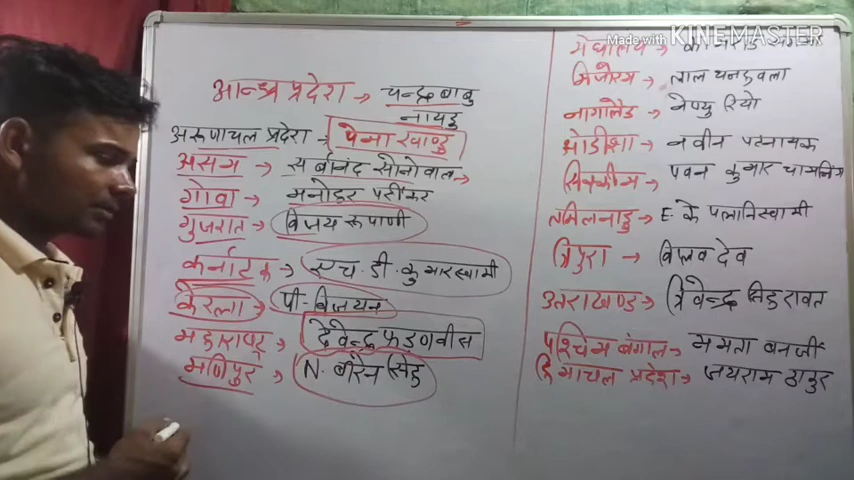 Made with KINEMASTER
आन्ध्र प्रदेश → चन्द्र बाबु
नायडु
अरूणाचल प्रदेश → पेमा खाण्डु
असम → सर्बानंद सोनोवाल →
गोवा → मनोहर पर्रीकर
गुजरात → विजय रूपाणी
कर्नाटक → एच. डी. कुमारस्वामी
केरला → पी. विजयन
महाराष्ट्र → देवेन्द्र फडणवीस
मणिपुर → N. बीरेन सिंह
मेघालय →
मिजोरम → लाल थनहवला
नागालैंड → नेफ्यु रियो
ओडीशा → नवीन पटनायक
सिक्कीम → पवन कुमार चामलिंग
तमिलनाडु → E. के पलानिस्वामी
त्रिपुरा → विप्लव देव
उत्तराखण्ड → त्रिवेन्द्र सिंह रावत
पश्चिम बंगाल → ममता बनर्जी
हिमाचल प्रदेश → जयराम ठाकुर